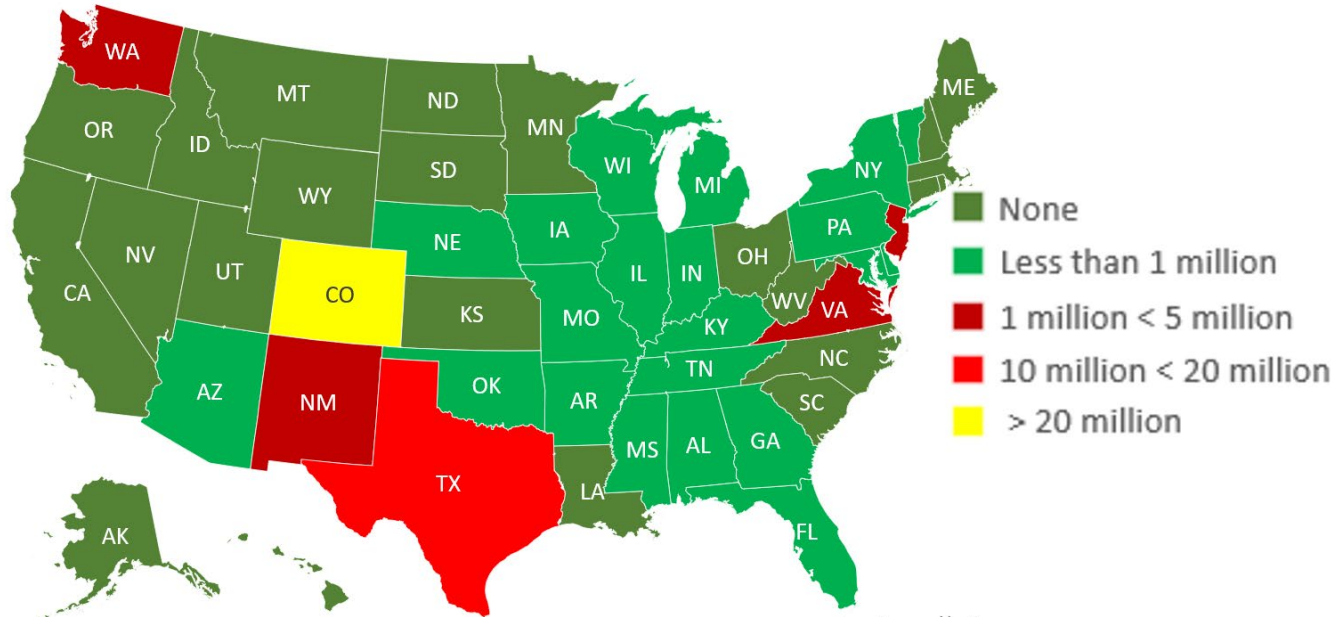 WA
MT
ND
MN
ME
OR
ID
SD
WI
MI
NY
WY
NE
IA
PA
NV
UT
CO
IL
IN
OH
CA
KS
MO
WV
VA
KY
NC
TN
AZ
NM
OK
AR
SC
MS
AL
GA
TX
LA
FL
AK
None
Less than 1 million
1 million < 5 million
10 million < 20 million
> 20 million